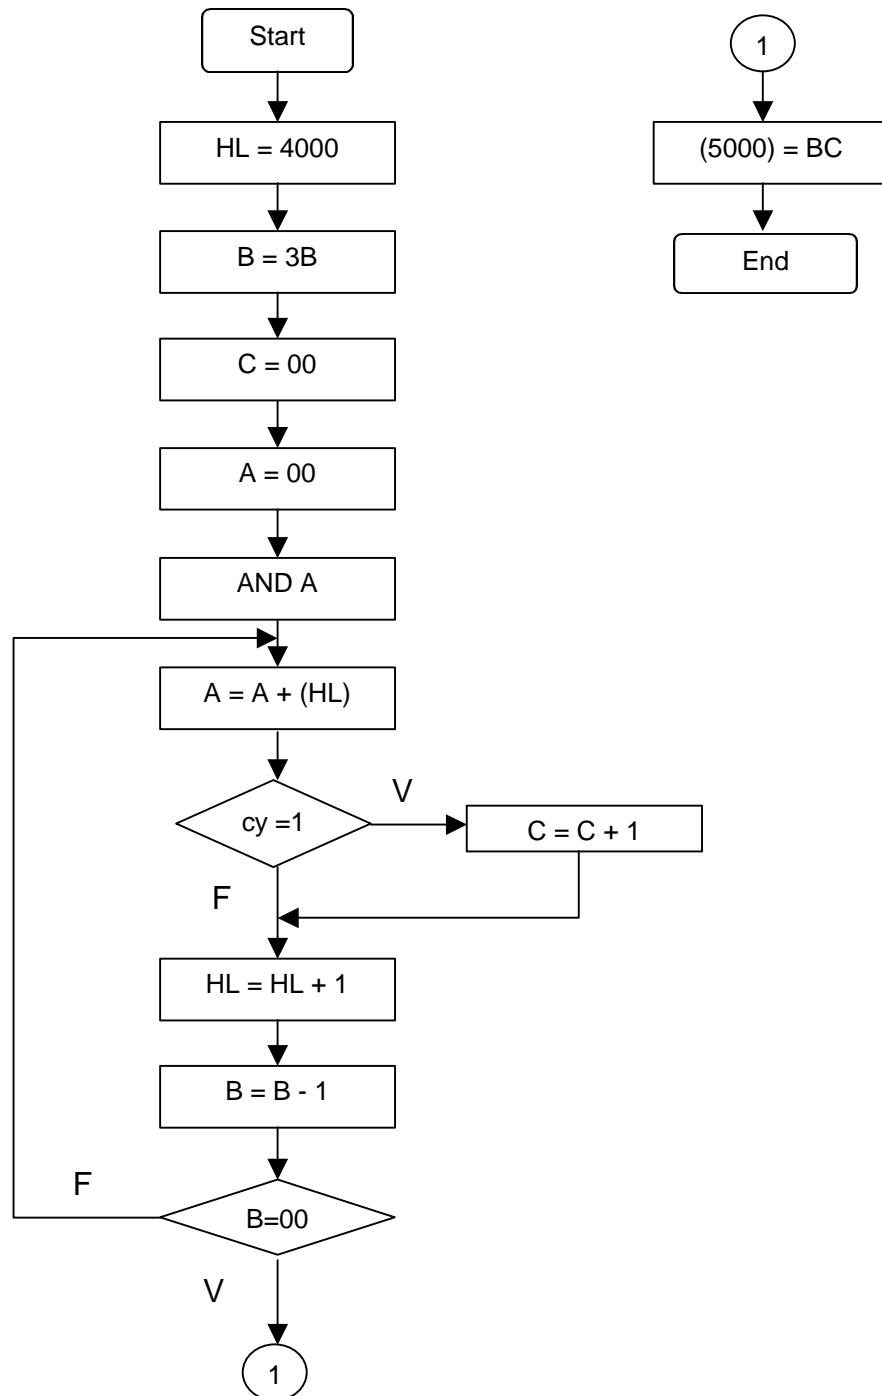 Start
HL = 4000
B = 3B
C = 00
A = 00
AND A
A = A + (HL)
cy =1
V
C = C + 1
F
HL = HL + 1
B = B - 1
F
B=00
V
1
1
(5000) = BC
End